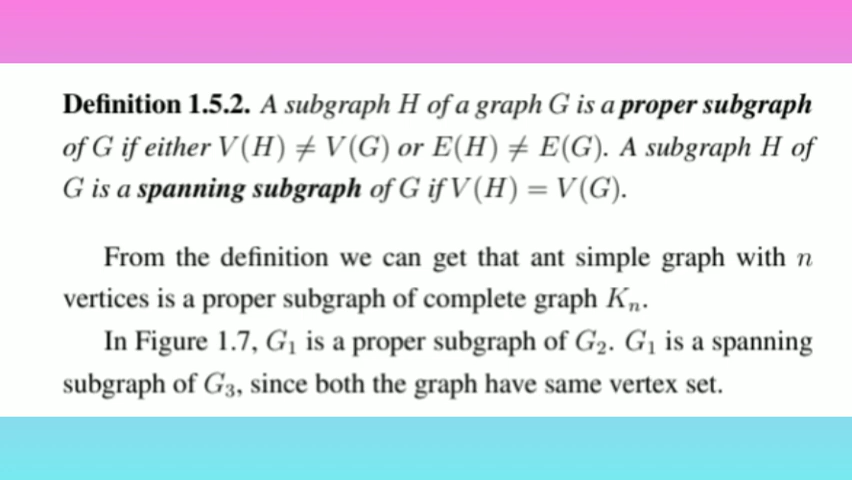 Definition 1.5.2. A subgraph H of a graph G is a proper subgraph
of G if either V(H) ≠ V(G) or E(H) ≠ E(G). A subgraph H of
G is a spanning subgraph of G if V(H) = V(G).
From the definition we can get that ant simple graph with n
vertices is a proper subgraph of complete graph Kₙ.
In Figure 1.7, G₁ is a proper subgraph of G₂. G₁ is a spanning
subgraph of G₃, since both the graph have same vertex set.